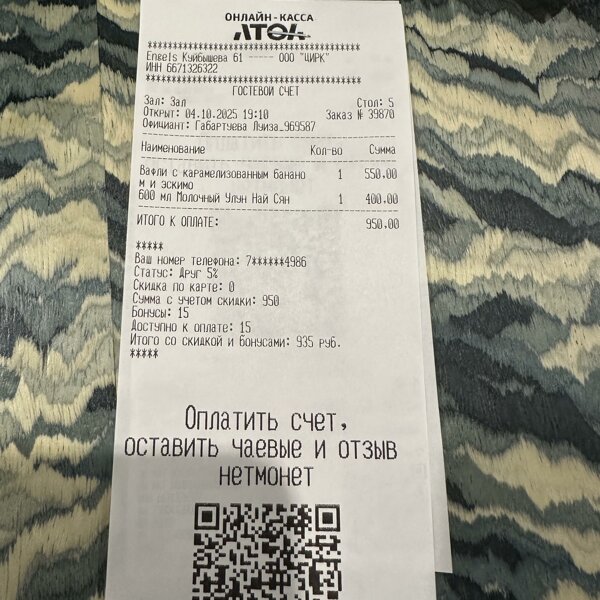 ОНЛАЙН-КАССА
АТОЛ
****************************************
Engels Куйбышева 61 ----- ООО "ЦИРК"
ИНН 6671326322
****************************************
ГОСТЕВОЙ СЧЕТ
Зал: Зал Стол: 5
Открыт: 04.10.2025 19:10 Заказ № 39870
Официант: Габартуева Луиза_969587
Наименование Кол-во Сумма
Вафли с карамелизованным банано 1 550.00
м и эскимо
600 мл Молочный Улун Най Сян 1 400.00
ИТОГО К ОПЛАТЕ: 950.00
*****
Ваш номер телефона: 7******4986
Статус: Друг 5%
Скидка по карте: 0
Сумма с учетом скидки: 950
Бонусы: 15
Доступно к оплате: 15
Итого со скидкой и бонусами: 935 руб.
*****
Оплатить счет,
оставить чаевые и отзыв
нетмонет